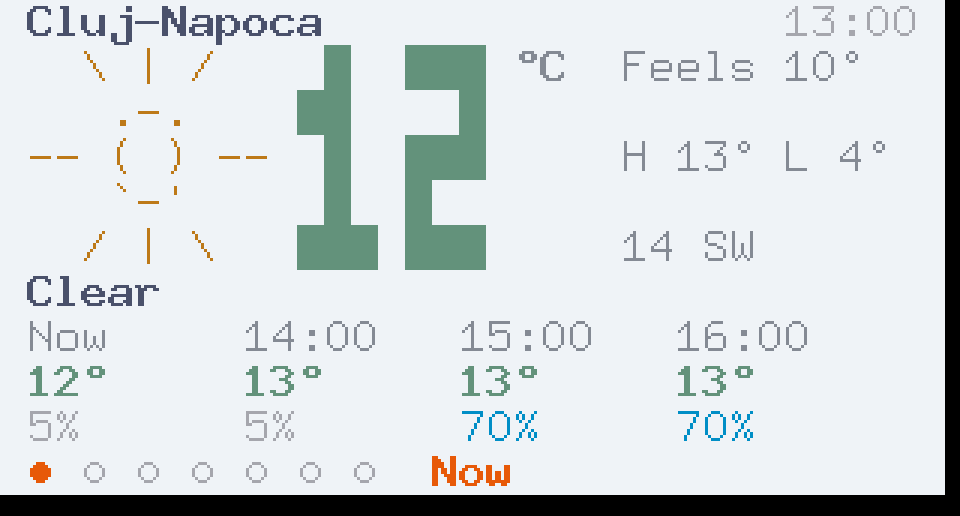 Cluj-Napoca 13:00
12 °C Feels 10°
H 13° L 4°
14 SW
Clear
Now 14:00 15:00 16:00
12° 13° 13° 13°
5% 5% 70% 70%
Now